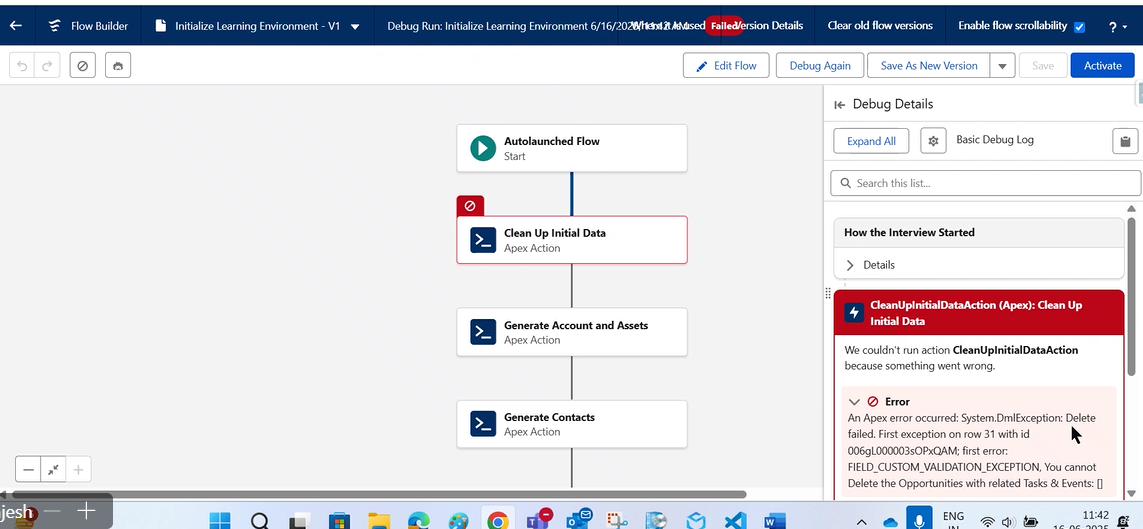 Flow Builder
Initialize Learning Environment - V1
Debug Run: Initialize Learning Environment 6/16/
Failed
Version Details
Clear old flow versions
Enable flow scrollability
?
Edit Flow
Debug Again
Save As New Version
Save
Activate
Autolaunched Flow
Start
Clean Up Initial Data
Apex Action
Generate Account and Assets
Apex Action
Generate Contacts
Apex Action
Debug Details
Expand All
Basic Debug Log
Search this list...
How the Interview Started
Details
CleanUpInitialDataAction (Apex): Clean Up
Initial Data
We couldn't run action CleanUpInitialDataAction
because something went wrong.
Error
An Apex error occurred: System.DmlException: Delete
failed. First exception on row 31 with id
006gL000003sOPxQAM; first error:
FIELD_CUSTOM_VALIDATION_EXCEPTION, You cannot
Delete the Opportunities with related Tasks & Events: []
jesh
ENG
IN
11:42